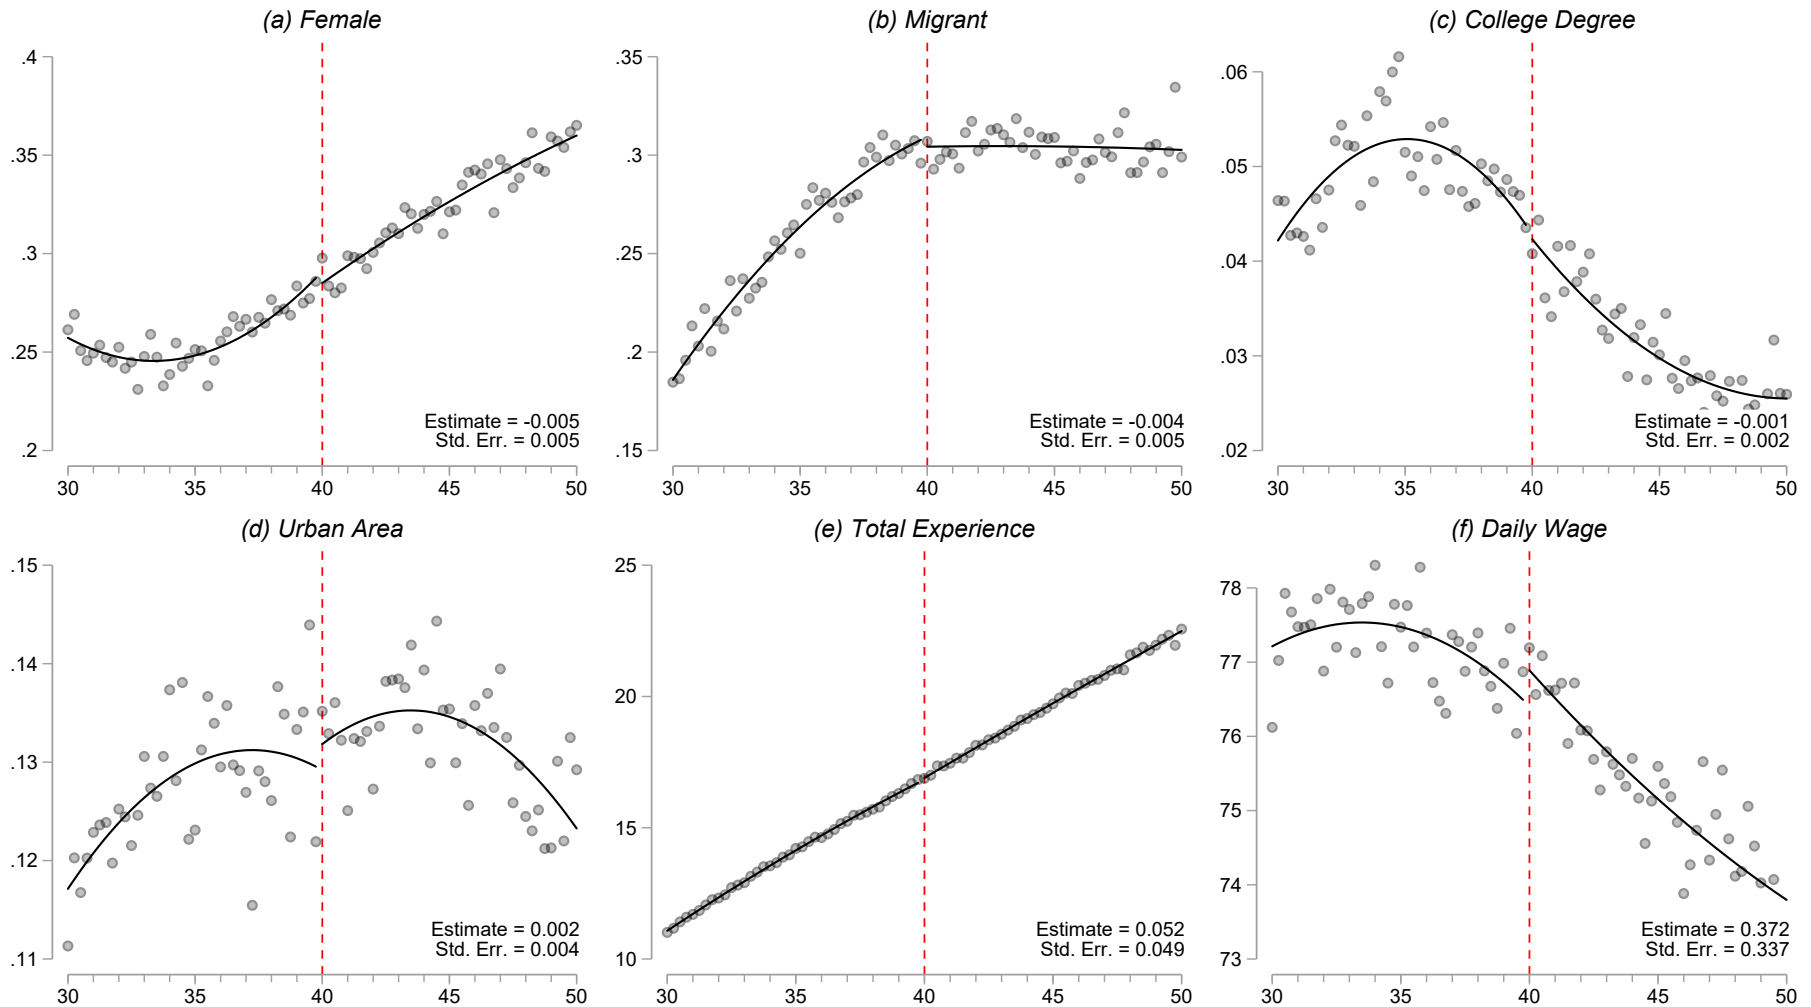 (a) Female
.4
.35
.3
.25
.2
30 35 40 45 50
Estimate = -0.005
Std. Err. = 0.005
(b) Migrant
.35
.3
.25
.2
.15
30 35 40 45 50
Estimate = -0.004
Std. Err. = 0.005
(c) College Degree
.06
.05
.04
.03
.02
30 35 40 45 50
Estimate = -0.001
Std. Err. = 0.002
(d) Urban Area
.15
.14
.13
.12
.11
30 35 40 45 50
Estimate = 0.002
Std. Err. = 0.004
(e) Total Experience
25
20
15
10
30 35 40 45 50
Estimate = 0.052
Std. Err. = 0.049
(f) Daily Wage
78
77
76
75
74
73
30 35 40 45 50
Estimate = 0.372
Std. Err. = 0.337